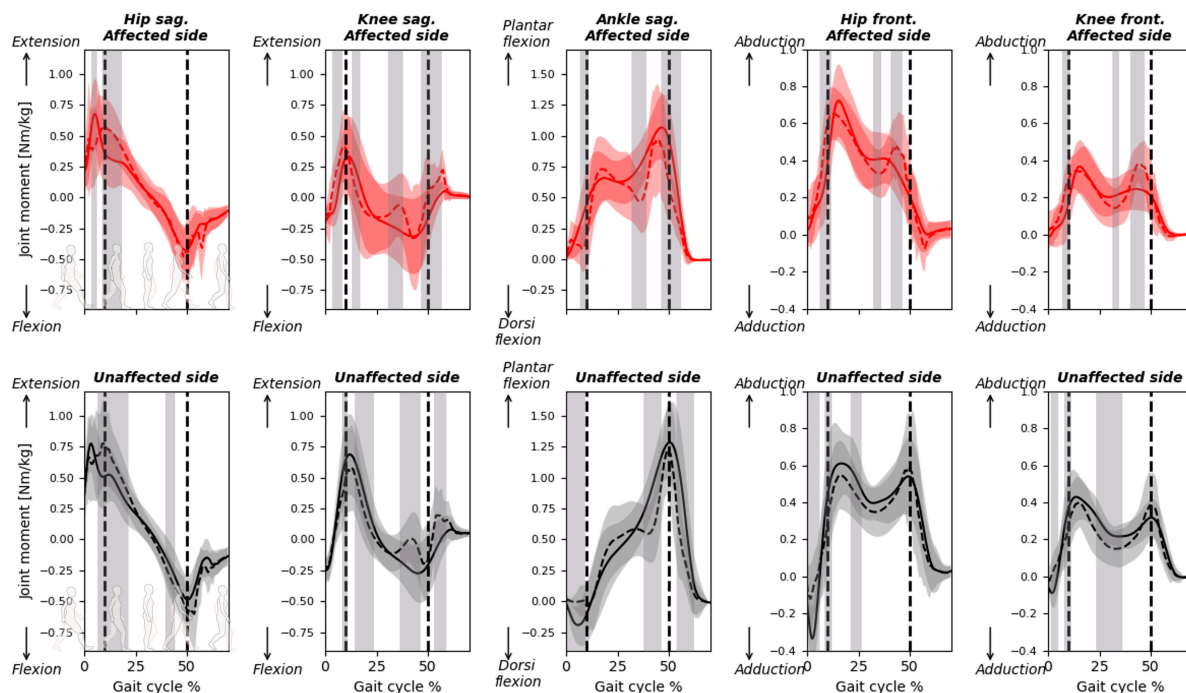 Hip sag.
Affected side
Knee sag.
Affected side
Ankle sag.
Affected side
Hip front.
Affected side
Knee front.
Affected side
Extension
Extension
Plantar
flexion
Abduction
Abduction
Joint moment [Nm/kg]
1.00
0.75
0.50
0.25
0.00
−0.25
−0.50
−0.75
1.00
0.75
0.50
0.25
0.00
−0.25
−0.50
−0.75
1.50
1.25
1.00
0.75
0.50
0.25
0.00
−0.25
1.0
0.8
0.6
0.4
0.2
0.0
−0.2
−0.4
1.0
0.8
0.6
0.4
0.2
0.0
−0.2
−0.4
Flexion
Flexion
Dorsi
flexion
Adduction
Adduction
Unaffected side
Unaffected side
Unaffected side
Unaffected side
Unaffected side
Extension
Extension
Plantar
flexion
Abduction
Abduction
Joint moment [Nm/kg]
1.00
0.75
0.50
0.25
0.00
−0.25
−0.50
−0.75
1.00
0.75
0.50
0.25
0.00
−0.25
−0.50
−0.75
1.50
1.25
1.00
0.75
0.50
0.25
0.00
−0.25
1.0
0.8
0.6
0.4
0.2
0.0
−0.2
−0.4
1.0
0.8
0.6
0.4
0.2
0.0
−0.2
−0.4
Flexion
Flexion
Dorsi
flexion
Adduction
Adduction
0 50
0 50
0 50
0 50
0 50
Gait cycle %
Gait cycle %
Gait cycle %
Gait cycle %
Gait cycle %